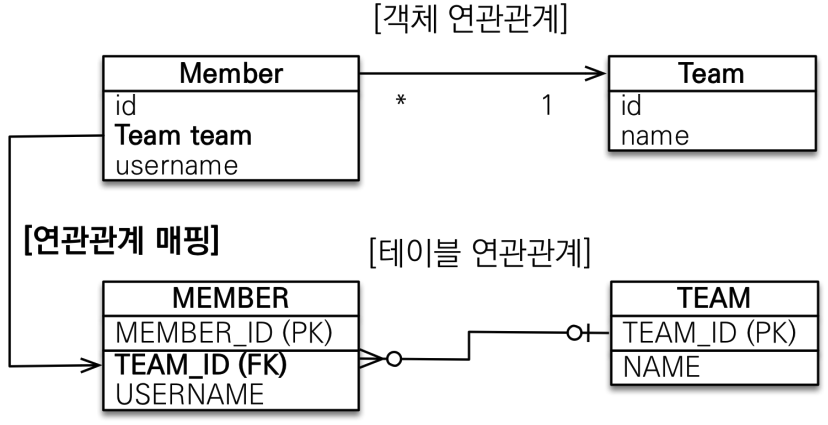 [객체 연관관계]
Member
id
Team team
username
* 1
Team
id
name
[연관관계 매핑]
[테이블 연관관계]
MEMBER
MEMBER_ID (PK)
TEAM_ID (FK)
USERNAME
TEAM
TEAM_ID (PK)
NAME